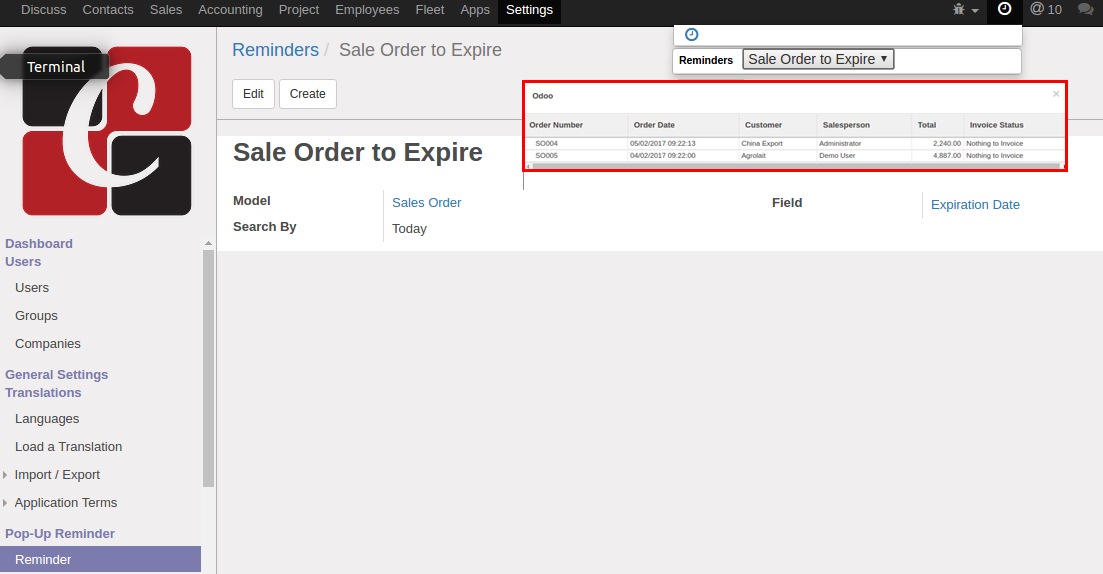 Discuss Contacts Sales Accounting Project Employees Fleet Apps Settings @ 10
Terminal
Reminders / Sale Order to Expire
Reminders Sale Order to Expire
Edit Create
Odoo ×
Order Number Order Date Customer Salesperson Total Invoice Status
SO004 05/02/2017 09:22:13 China Export Administrator 2,240.00 Nothing to Invoice
SO005 04/02/2017 09:22:00 Agrolait Demo User 4,887.00 Nothing to Invoice
Sale Order to Expire
Model Sales Order Field Expiration Date
Search By Today
Dashboard
Users
Users
Groups
Companies
General Settings
Translations
Languages
Load a Translation
Import / Export
Application Terms
Pop-Up Reminder
Reminder